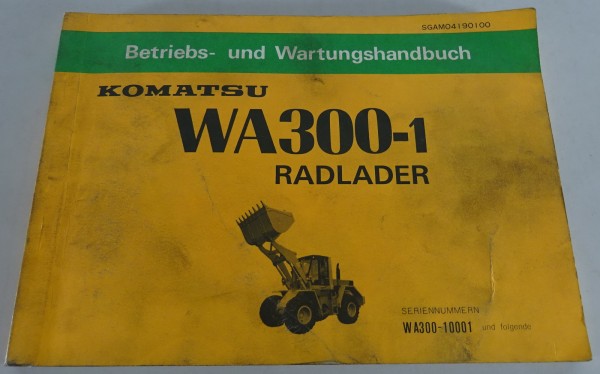 SGAM04190100
Betriebs- und Wartungshandbuch
KOMATSU
WA300-1
RADLADER
SERIENNUMMERN
WA300-10001 und folgende